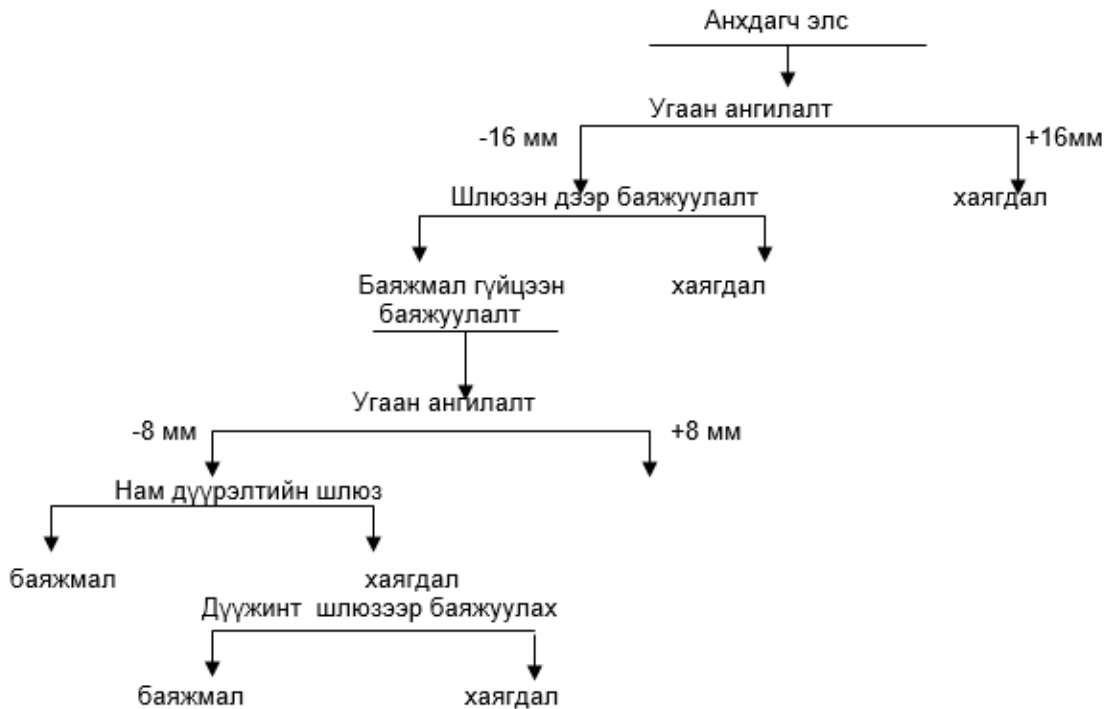 Анхдагч элс
Угаан ангилалт
-16 мм
+16мм
Шлюзэн дээр баяжуулалт
хаягдал
Баяжмал гүйцээн
баяжуулалт
хаягдал
Угаан ангилалт
-8 мм
+8 мм
Нам дүүрэлтийн шлюз
баяжмал
хаягдал
Дүүжинт шлюзээр баяжуулах
баяжмал
хаягдал